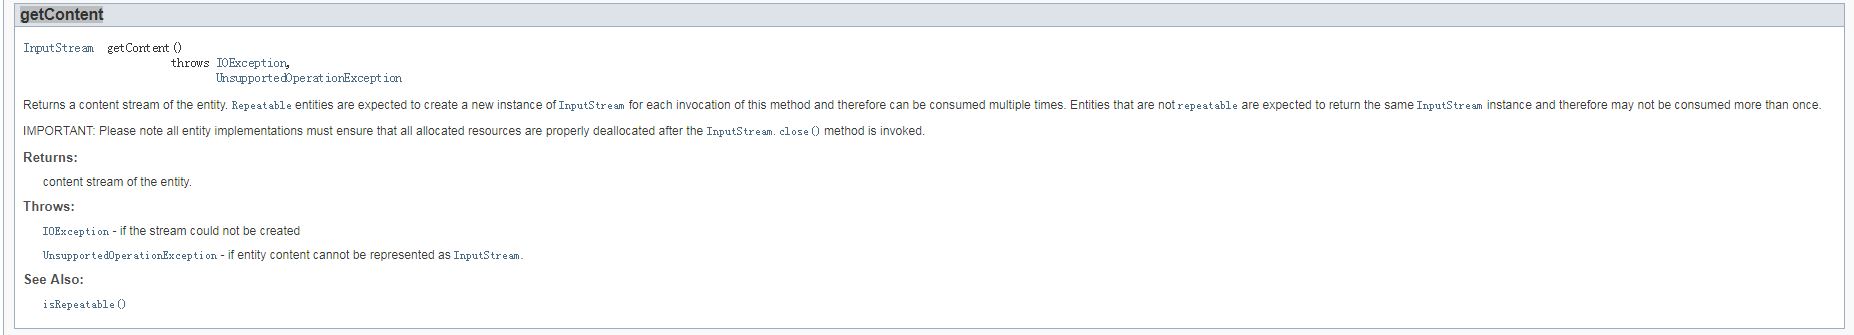 getContent
InputStream getContent()
throws IOException,
UnsupportedOperationException
Returns a content stream of the entity. Repeatable entities are expected to create a new instance of InputStream for each invocation of this method and therefore can be consumed multiple times. Entities that are not repeatable are expected to return the same InputStream instance and therefore may not be consumed more than once.
IMPORTANT: Please note all entity implementations must ensure that all allocated resources are properly deallocated after the InputStream.close() method is invoked.
Returns:
content stream of the entity.
Throws:
IOException - if the stream could not be created
UnsupportedOperationException - if entity content cannot be represented as InputStream.
See Also:
isRepeatable()